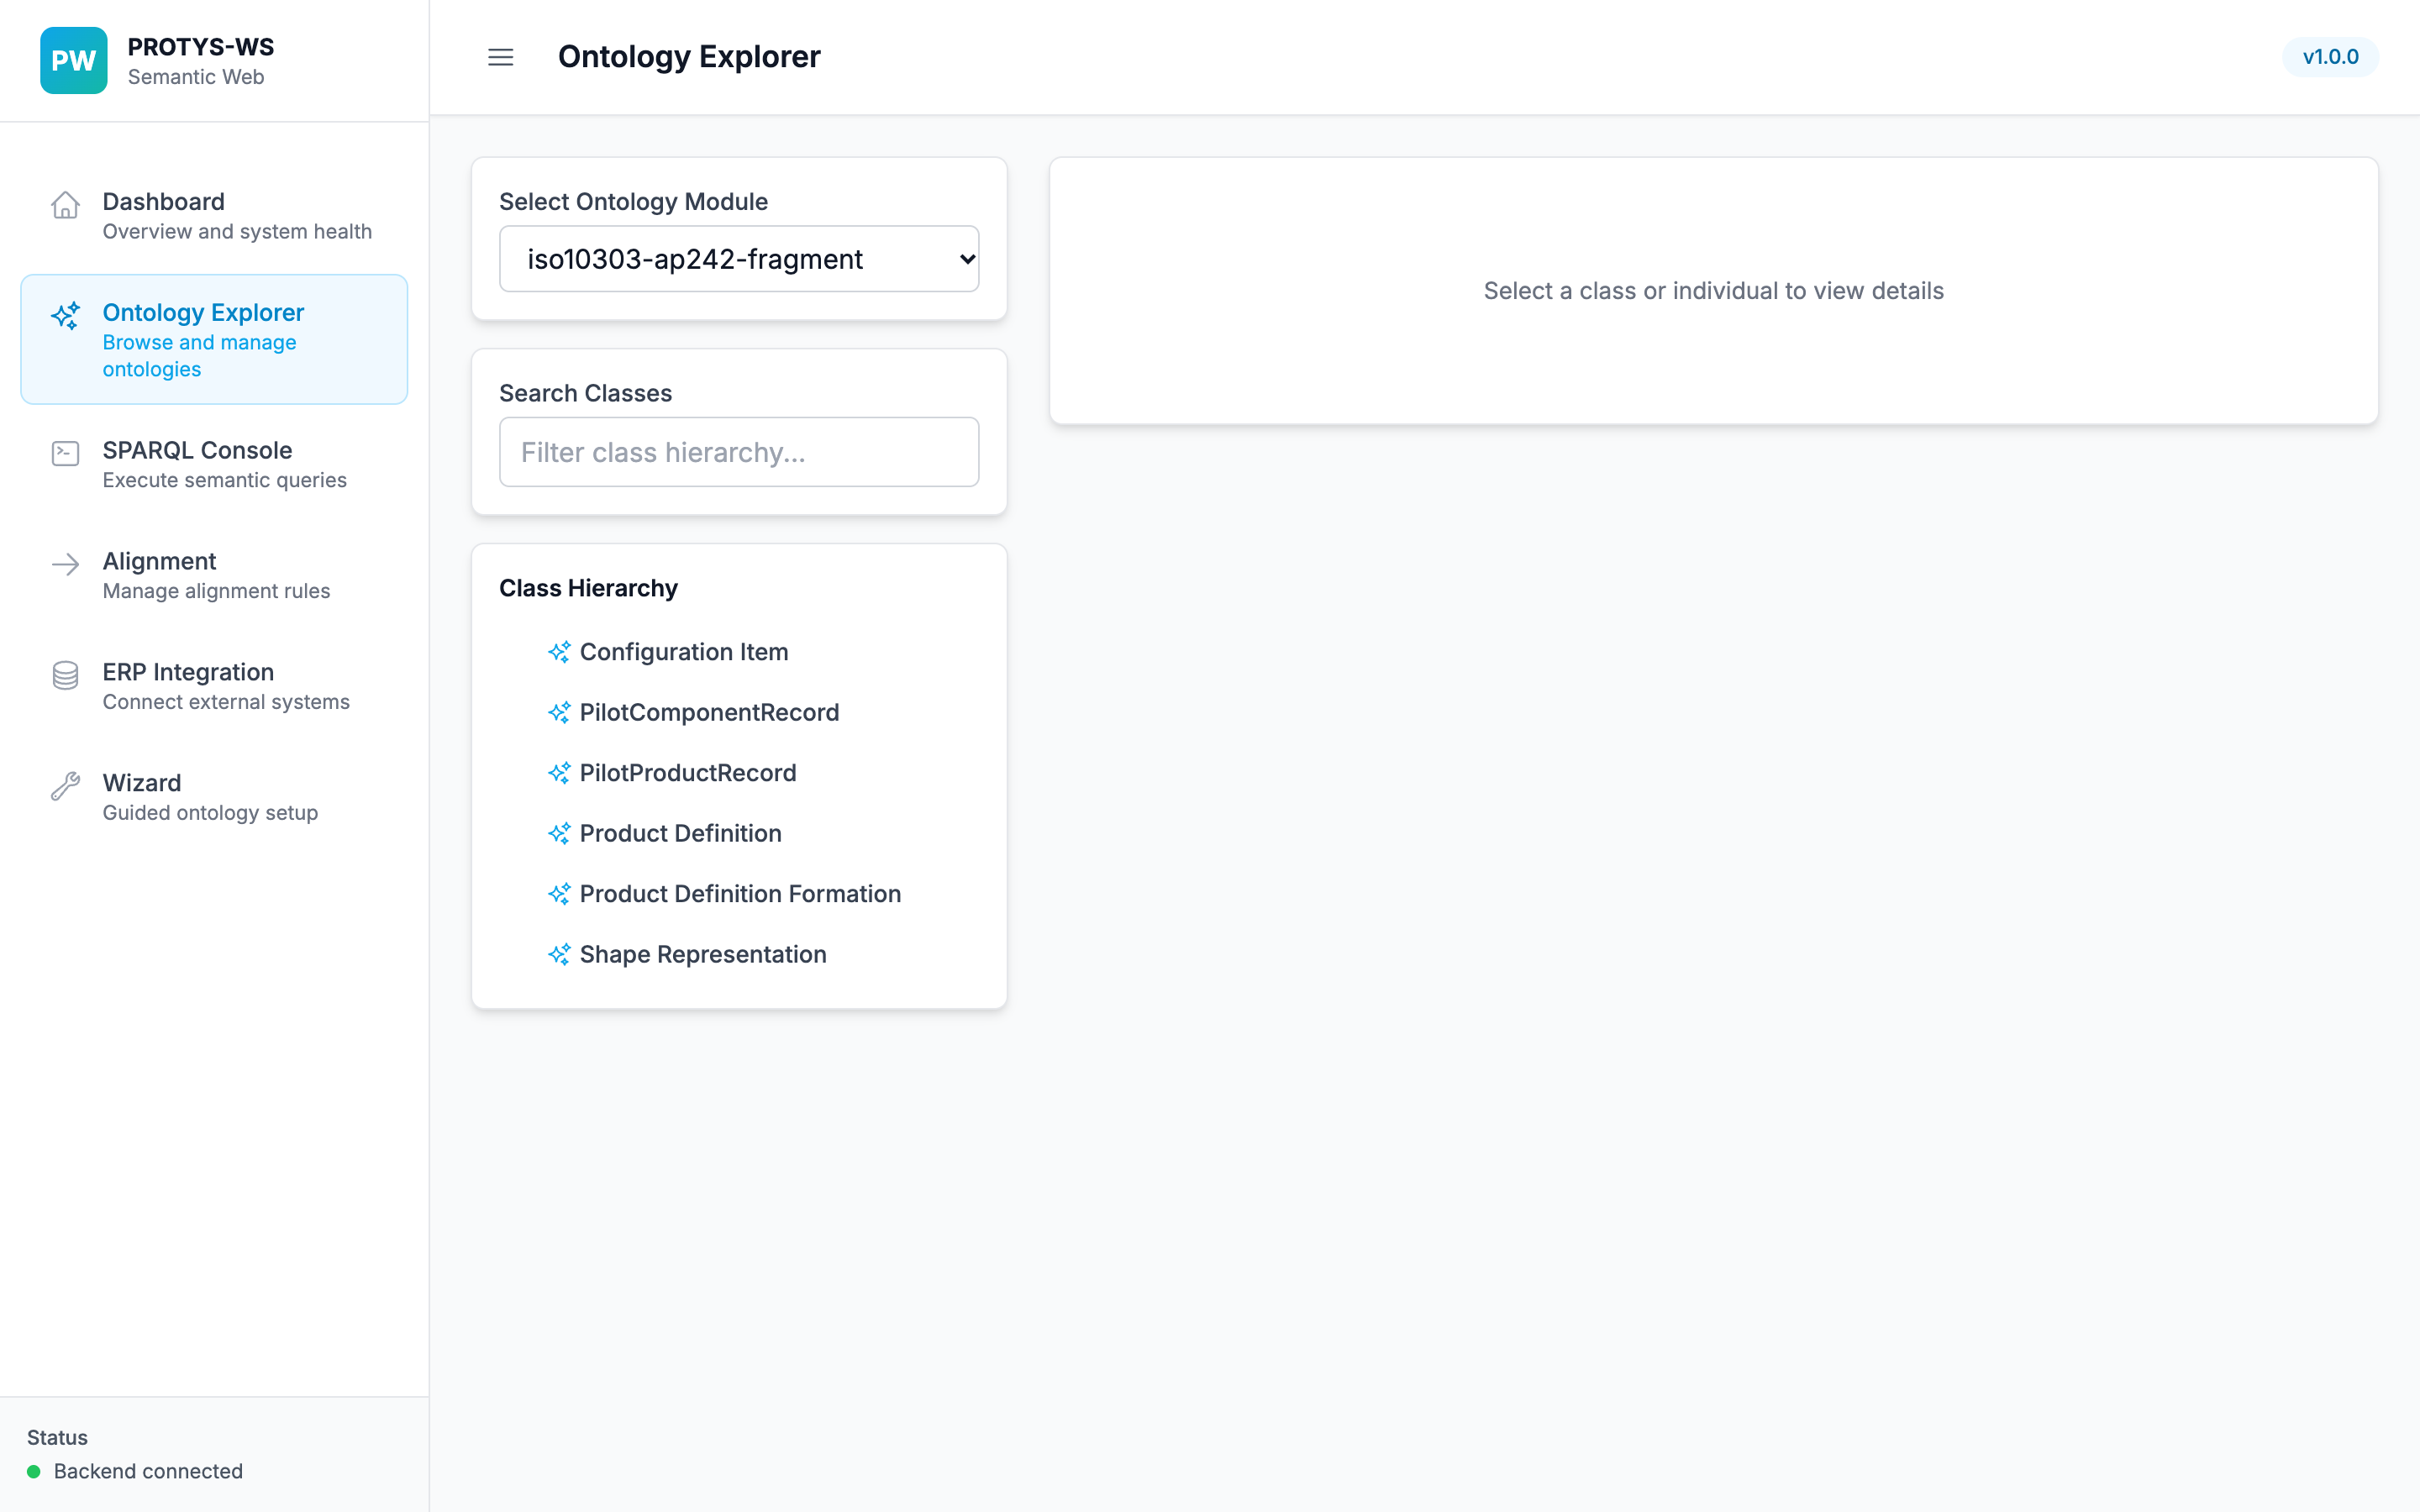 PW
PROTYS-WS
Semantic Web
Dashboard
Overview and system health
Ontology Explorer
Browse and manage
ontologies
SPARQL Console
Execute semantic queries
Alignment
Manage alignment rules
ERP Integration
Connect external systems
Wizard
Guided ontology setup
Status
Backend connected
Ontology Explorer
v1.0.0
Select Ontology Module
iso10303-ap242-fragment
Search Classes
Filter class hierarchy...
Class Hierarchy
Configuration Item
PilotComponentRecord
PilotProductRecord
Product Definition
Product Definition Formation
Shape Representation
Select a class or individual to view details